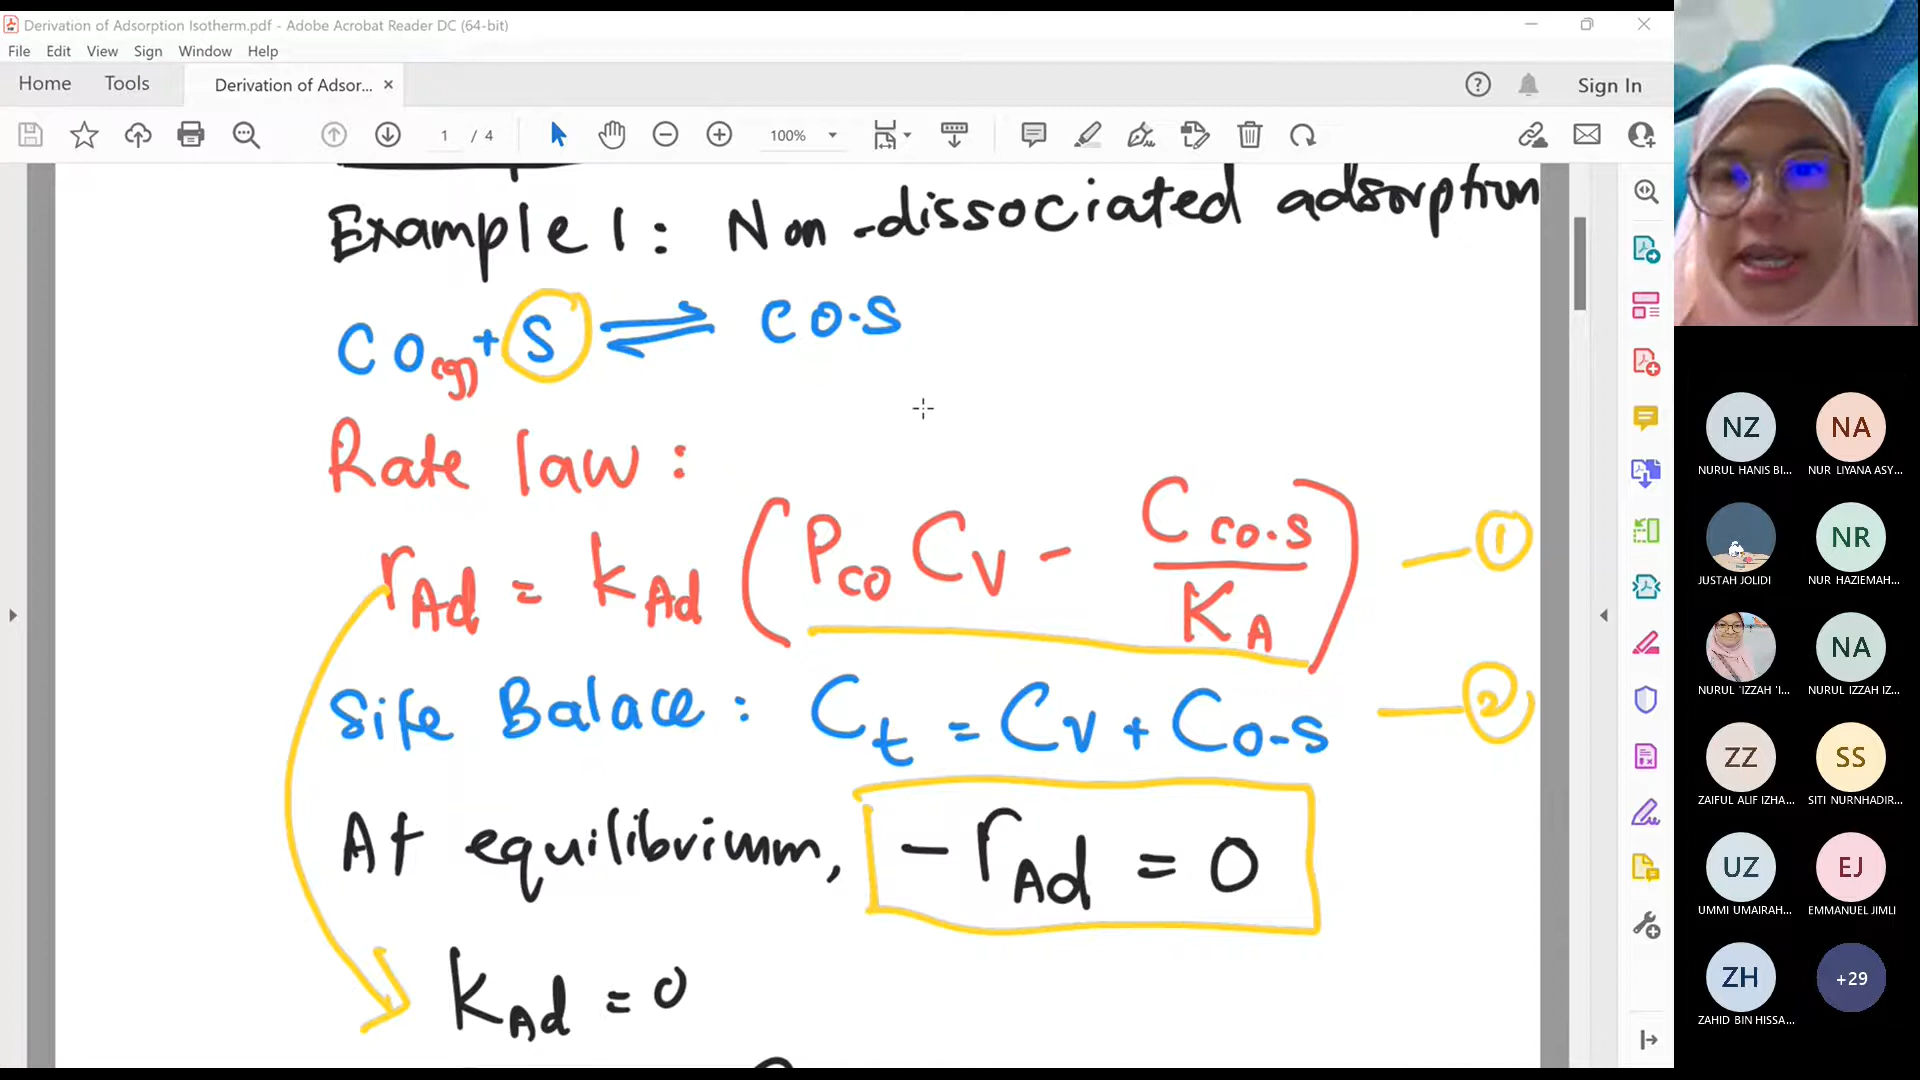 Derivation of Adsorption Isotherm.pdf - Adobe Acrobat Reader DC (64-bit)
File Edit View Sign Window Help
Home Tools Derivation of Adsor... × Sign In
1 / 4 100%
Example 1: Non-dissociated adsorption
CO(g) + S ⇌ CO·S
Rate law:
rAd = kAd (PCO CV - CCO·S / KA) — ①
Site Balace: Ct = CV + CO-S — ②
At equilibrium, -rAd = 0
KAd = 0
NZ NA
NURUL HANIS BI... NUR LIYANA ASY...
NR
JUSTAH JOLIDI NUR HAZIEMAH...
NA
NURUL 'IZZAH 'I... NURUL IZZAH IZ...
ZZ SS
ZAIFUL ALIF IZHA... SITI NURNHADIR...
UZ EJ
UMMI UMAIRAH... EMMANUEL JIMLI
ZH +29
ZAHID BIN HISSA...